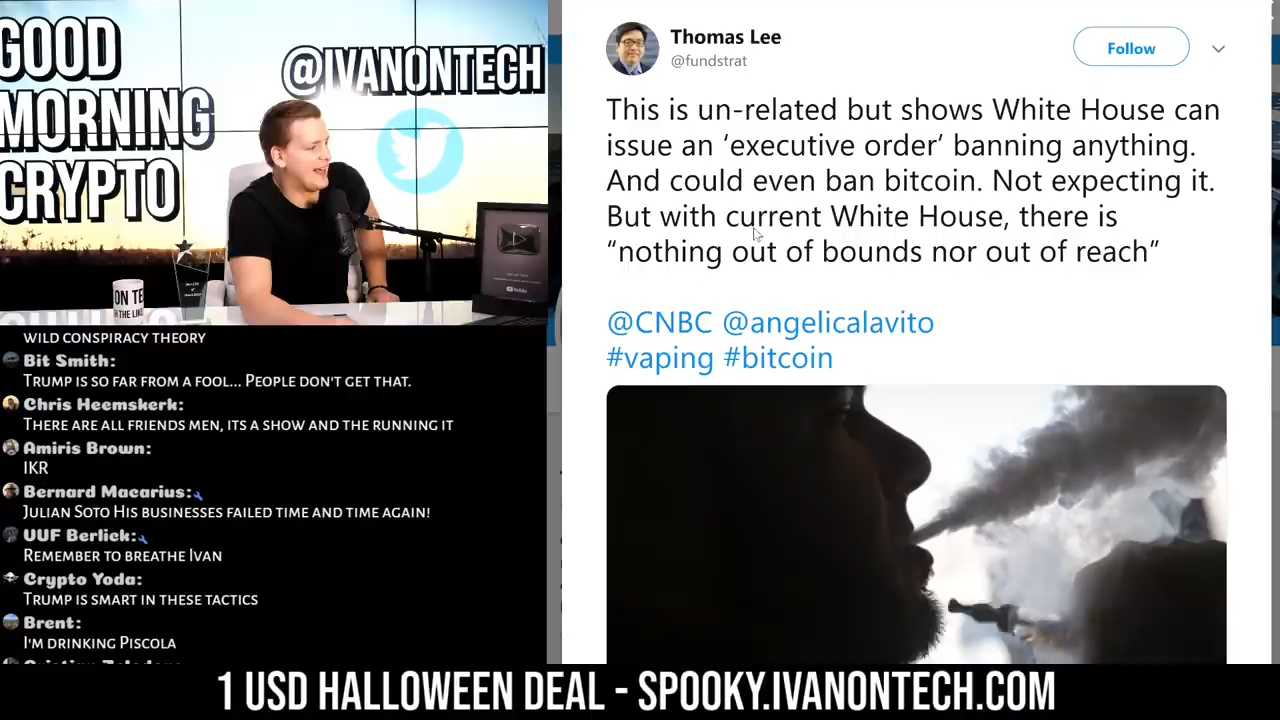 GOOD
MORNING
CRYPTO
@IVANONTECH
ON TE
YouTube
WILD CONSPIRACY THEORY
Bit Smith:
TRUMP IS SO FAR FROM A FOOL... PEOPLE DON'T GET THAT.
Chris Heemskerk:
THERE ARE ALL FRIENDS MEN, ITS A SHOW AND THE RUNNING IT
Amiris Brown:
IKR
Bernard Macarius:
JULIAN SOTO HIS BUSINESSES FAILED TIME AND TIME AGAIN!
UUF Berlick:
REMEMBER TO BREATHE IVAN
Crypto Yoda:
TRUMP IS SMART IN THESE TACTICS
Brent:
I'M DRINKING PISCOLA
Thomas Lee
@fundstrat
Follow
This is un-related but shows White House can
issue an ‘executive order’ banning anything.
And could even ban bitcoin. Not expecting it.
But with current White House, there is
“nothing out of bounds nor out of reach”
@CNBC @angelicalavito
#vaping #bitcoin
1 USD HALLOWEEN DEAL - SPOOKY.IVANONTECH.COM